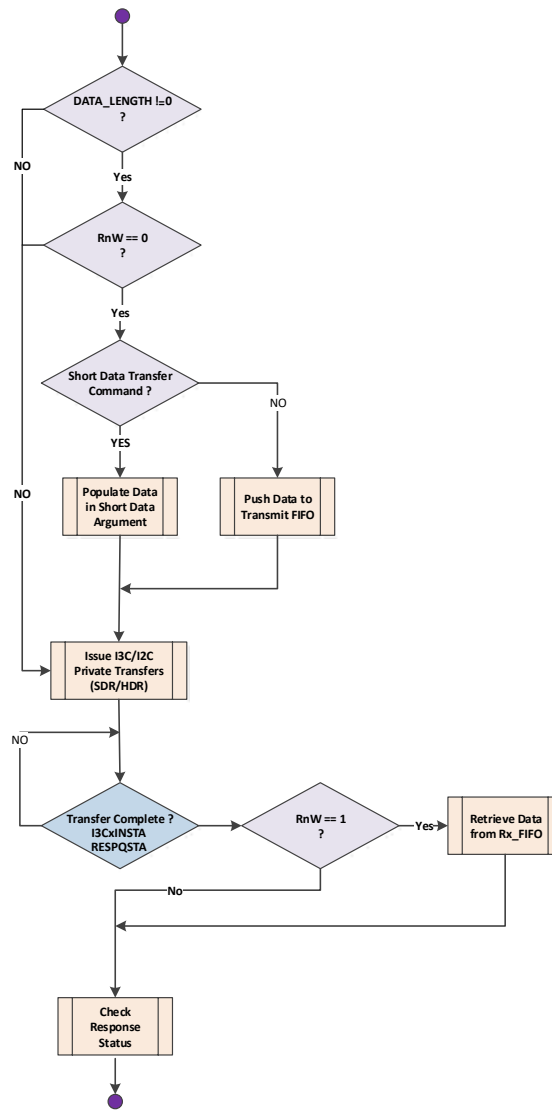 DATA_LENGTH !=0
?
NO
Yes
RnW == 0
?
Yes
Short Data Transfer
Command ?
NO
YES
NO
Populate Data
in Short Data
Argument
Push Data to
Transmit FIFO
Issue I3C/I2C
Private Transfers
(SDR/HDR)
NO
Transfer Complete ?
I3CxINSTA
RESPQSTA
RnW == 1
?
Yes
Retrieve Data
from Rx_FIFO
No
Check
Response
Status